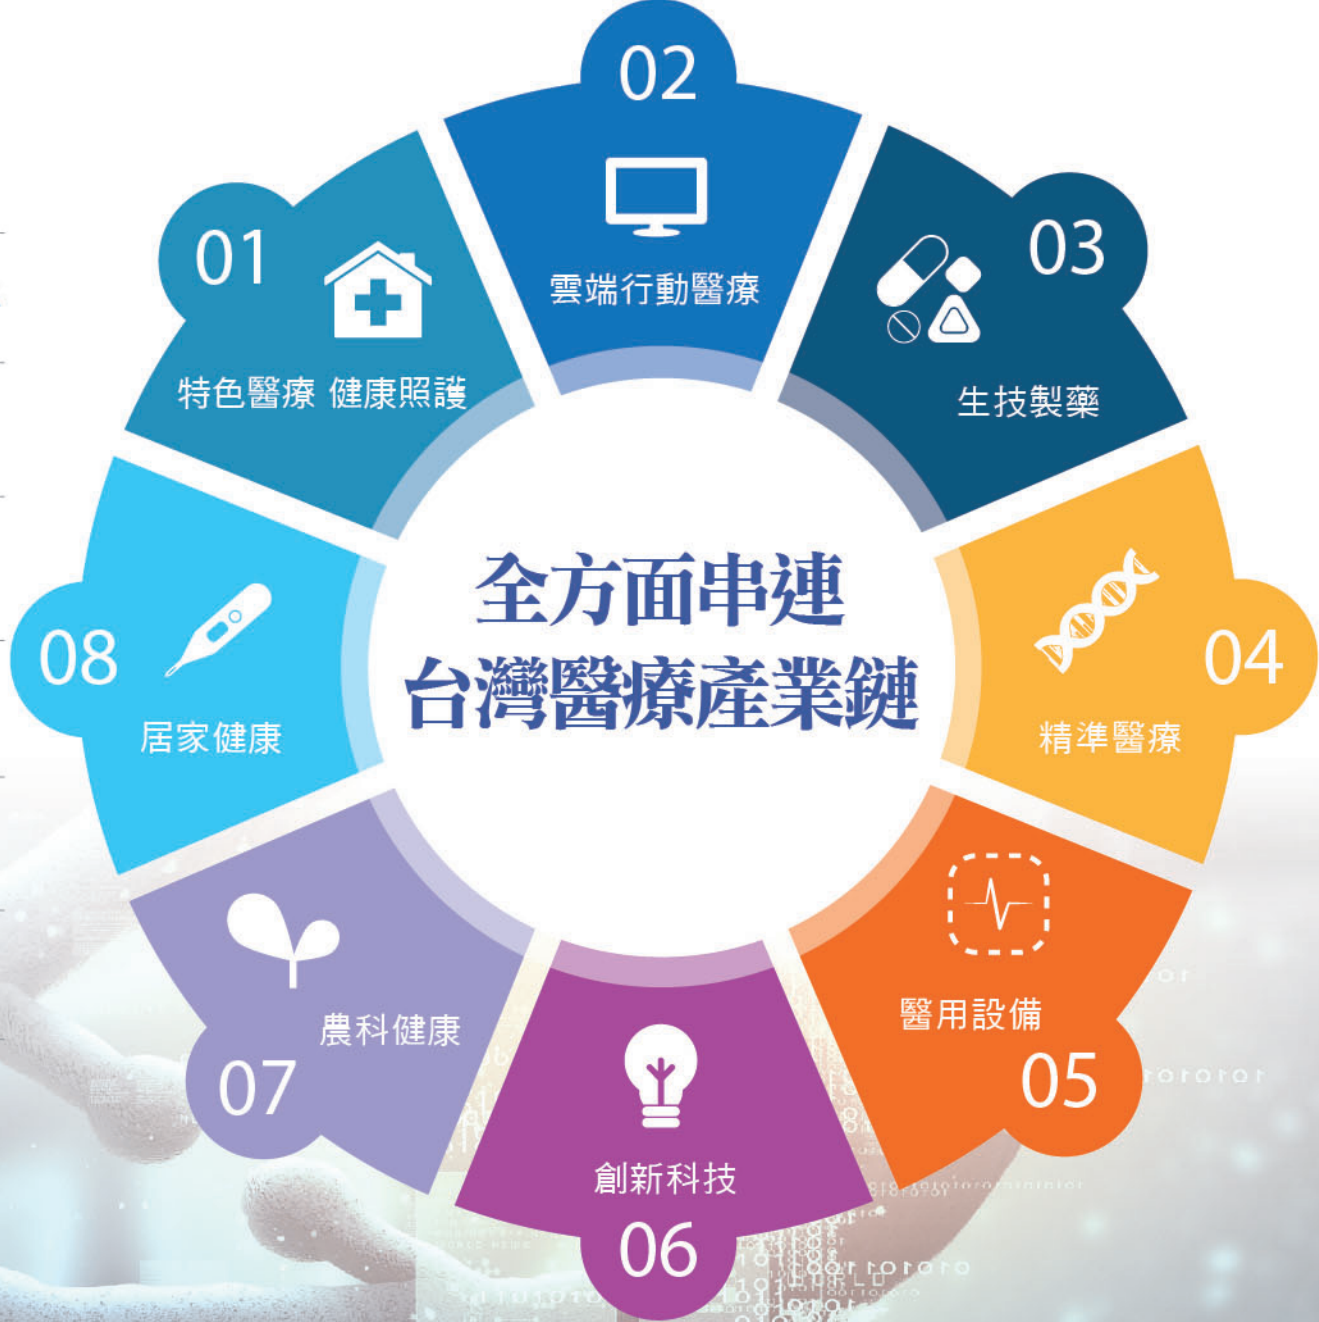 全方面串連
台灣醫療產業鏈
01
特色醫療 健康照護
02
雲端行動醫療
03
生技製藥
04
精準醫療
05
醫用設備
06
創新科技
07
農科健康
08
居家健康